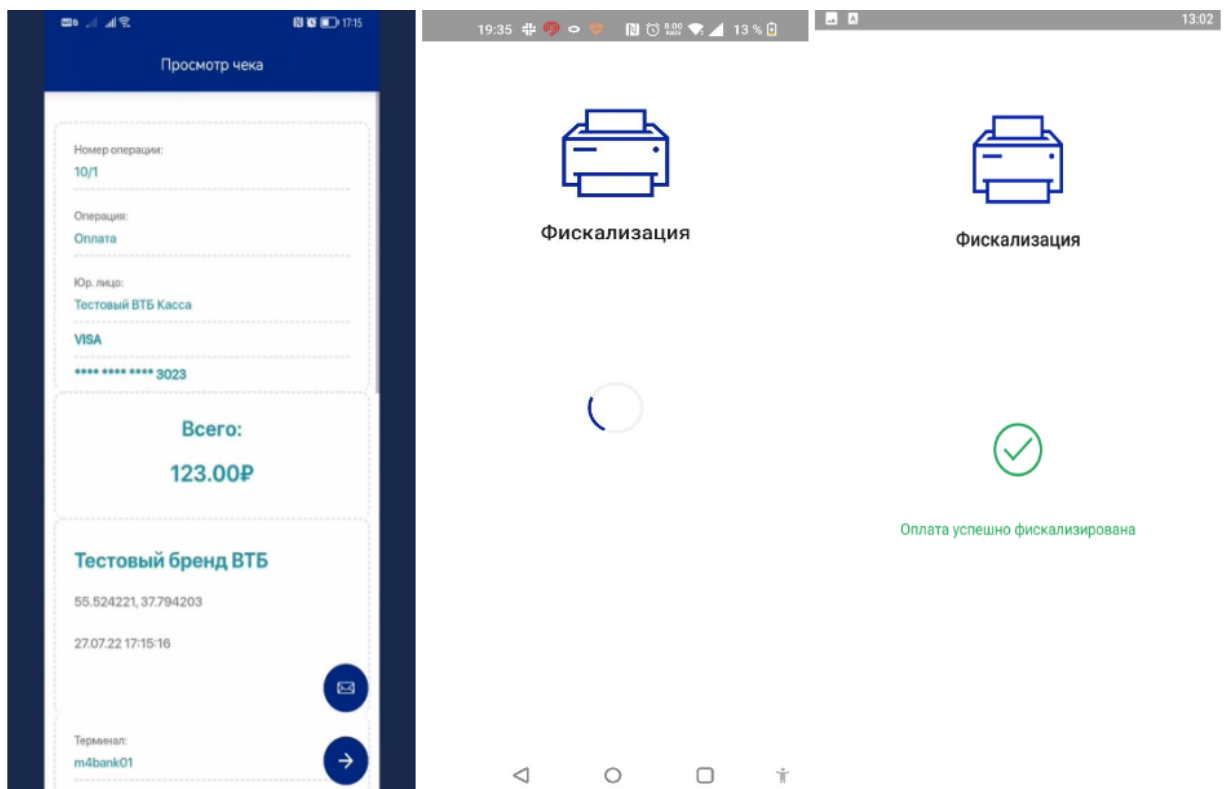 17:15
Просмотр чека
Номер операции:
10/1
Операция:
Оплата
Юр. лицо:
Тестовый ВТБ Касса
VISA
**** **** **** 3023
Всего:
123.00₽
Тестовый бренд ВТБ
55.524221, 37.794203
27.07.22 17:15:16
Терминал:
m4bank01
19:35
13 %
Фискализация
13:02
Фискализация
Оплата успешно фискализирована